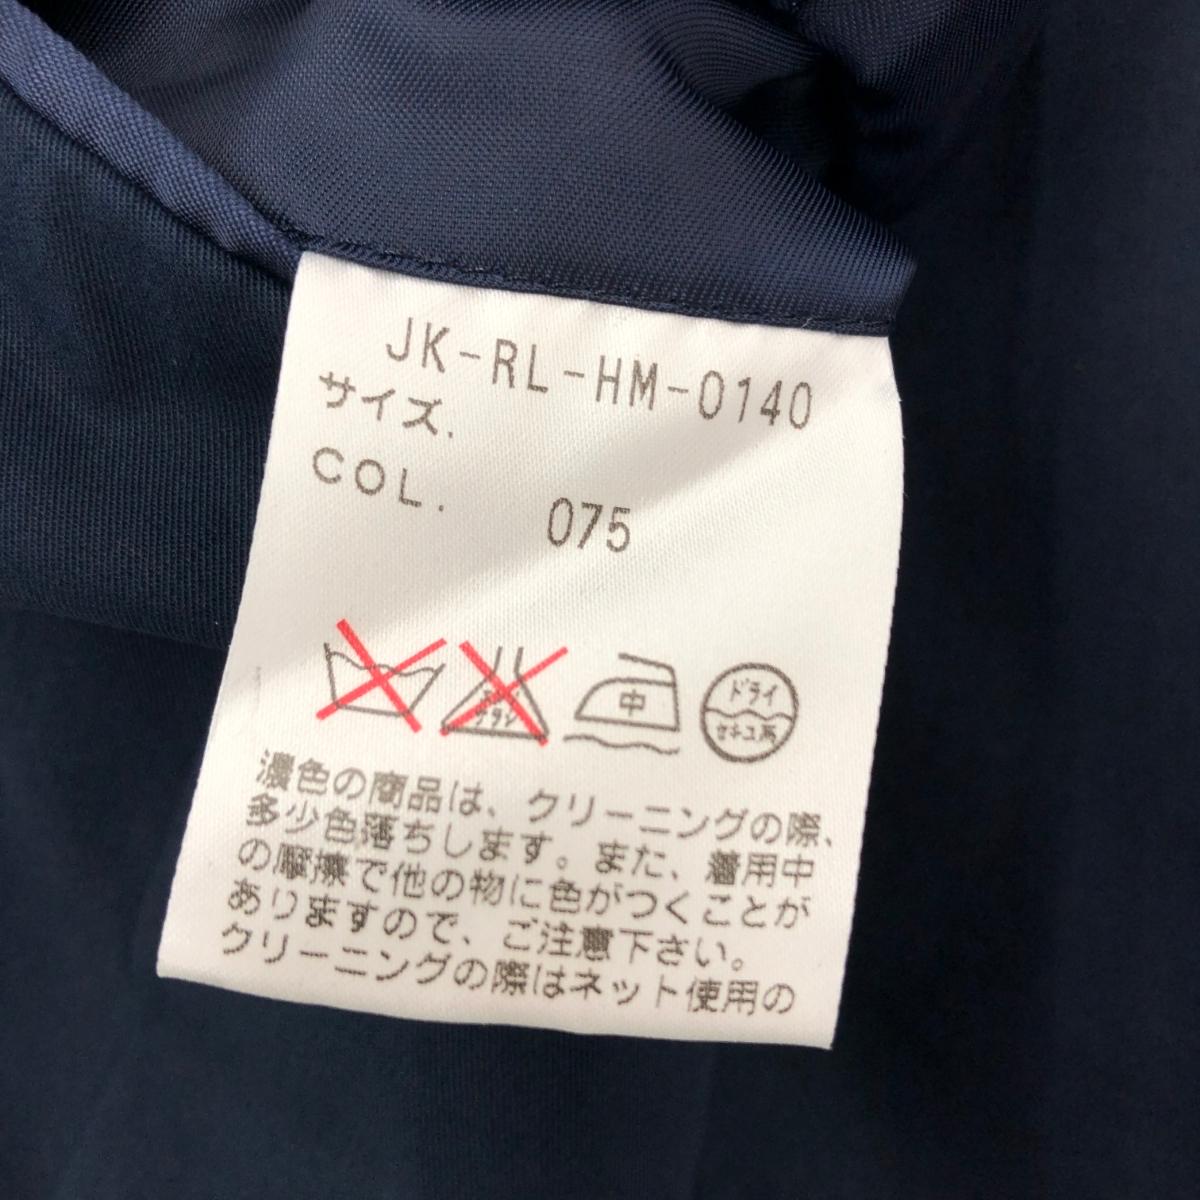 JK-RL-HM-0140
サイズ.
COL. 075
サラシ
中
ドライ
セキユ系
濃色の商品は、クリーニングの際、
多少色落ちします。また、着用中
の摩擦で他の物に色がつくことが
ありますので、ご注意下さい。
クリーニングの際はネット使用の